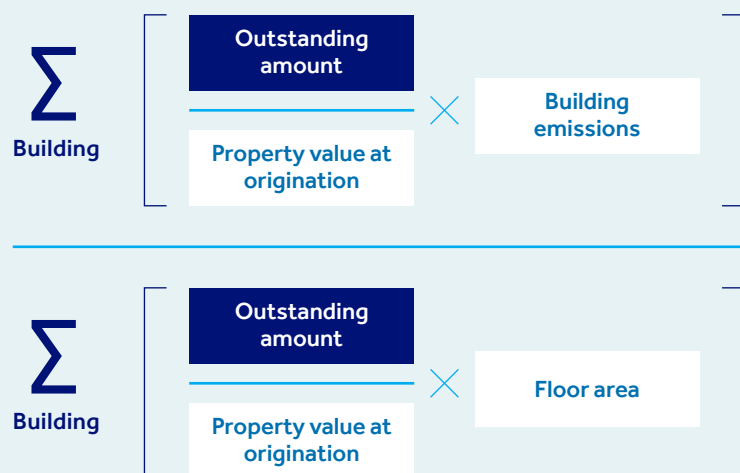 Σ
Building
Outstanding
amount
Property value at
origination
×
Building
emissions
Σ
Building
Outstanding
amount
Property value at
origination
×
Floor area